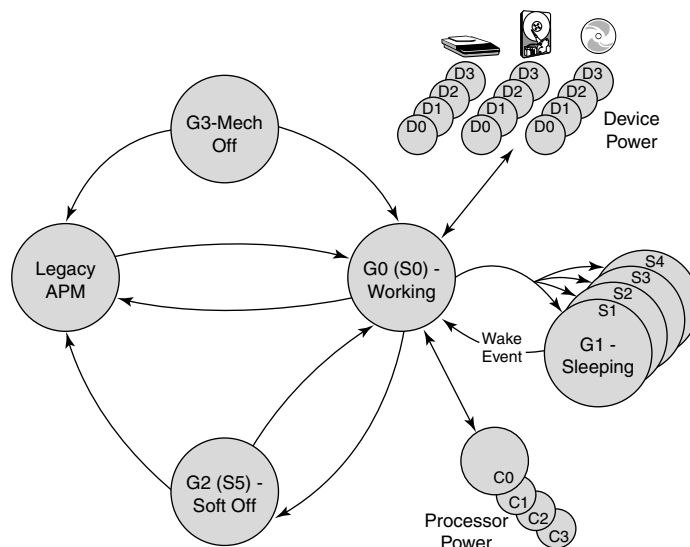 D3
D2
D1
D0
D3
D2
D1
D0
D3
D2
D1
D0
Device
Power
G3-Mech
Off
Legacy
APM
G0 (S0) -
Working
S4
S3
S2
S1
G1 -
Sleeping
Wake
Event
G2 (S5) -
Soft Off
C0
C1
C2
C3
Processor
Power